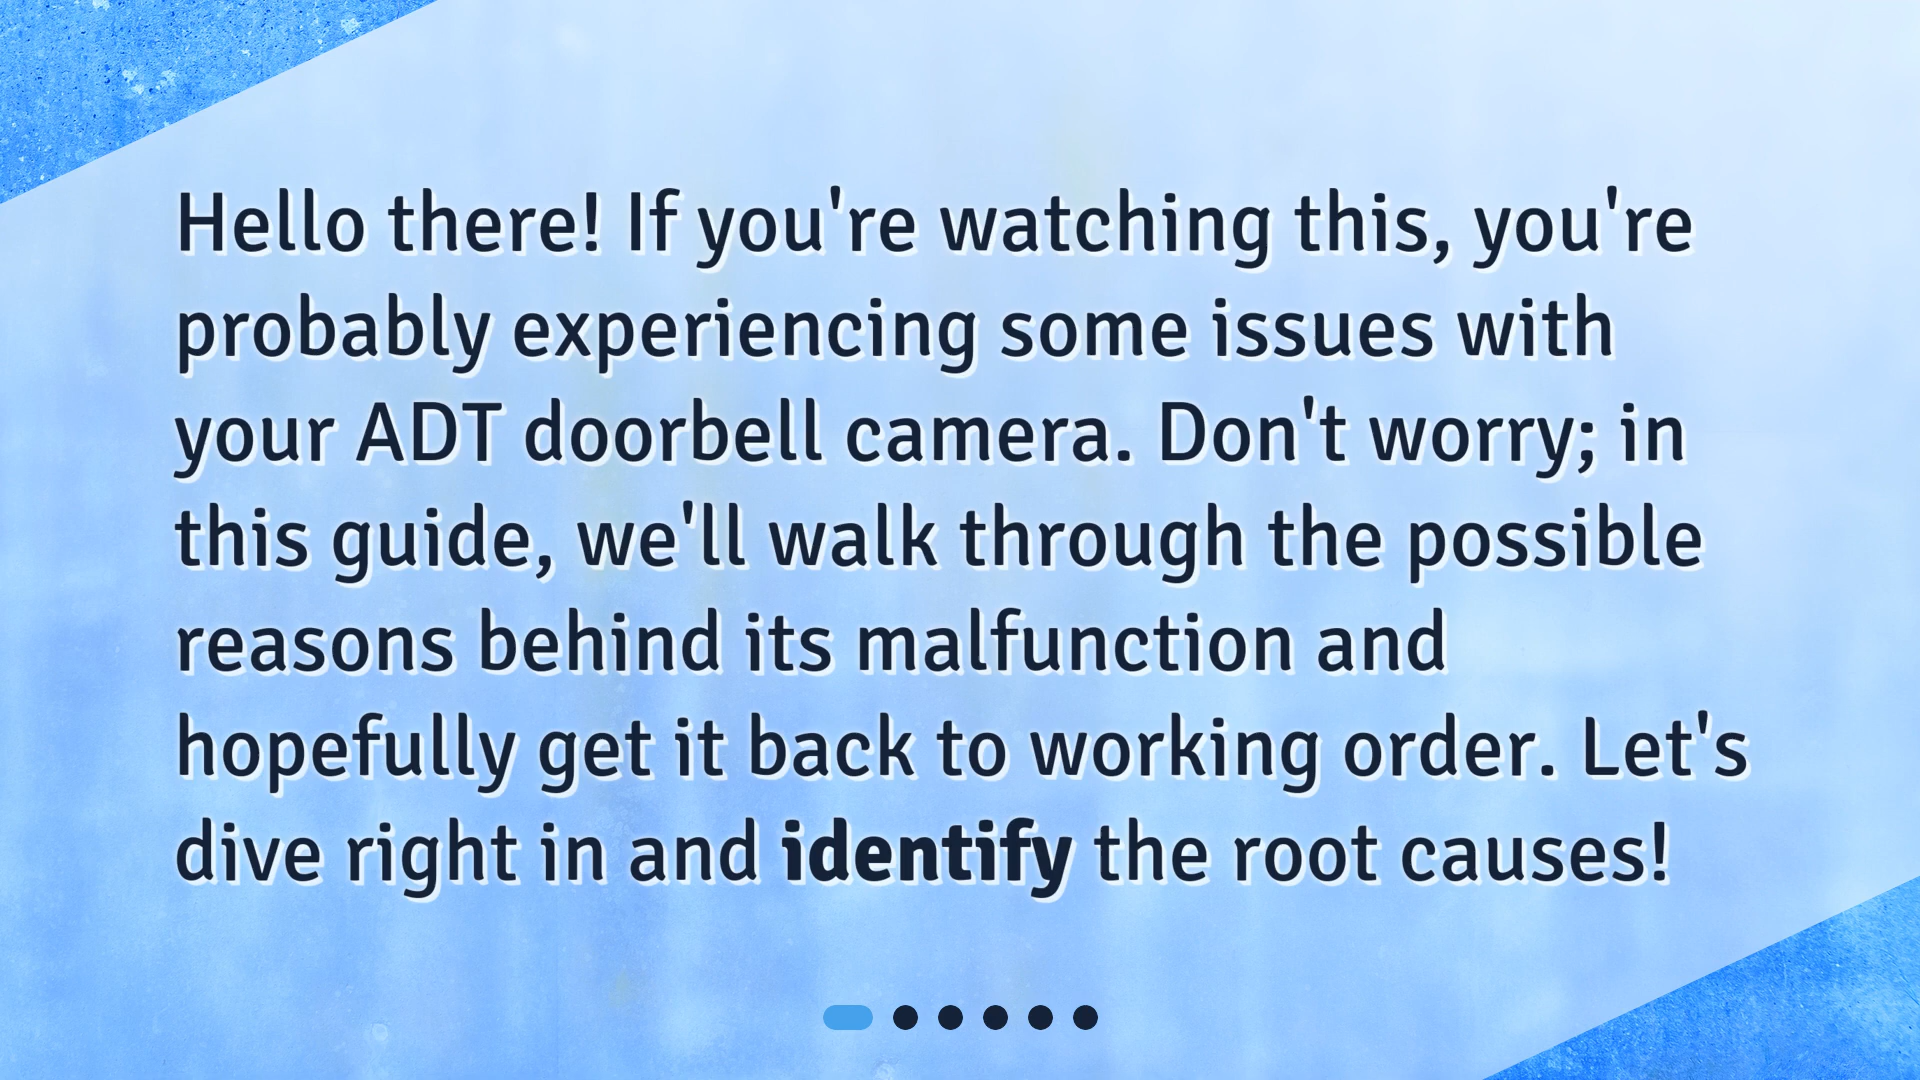 Hello there! If you're watching this, you're
probably experiencing some issues with
your ADT doorbell camera. Don't worry; in
this guide, we'll walk through the possible
reasons behind its malfunction and
hopefully get it back to working order. Let's
dive right in and identify the root causes!